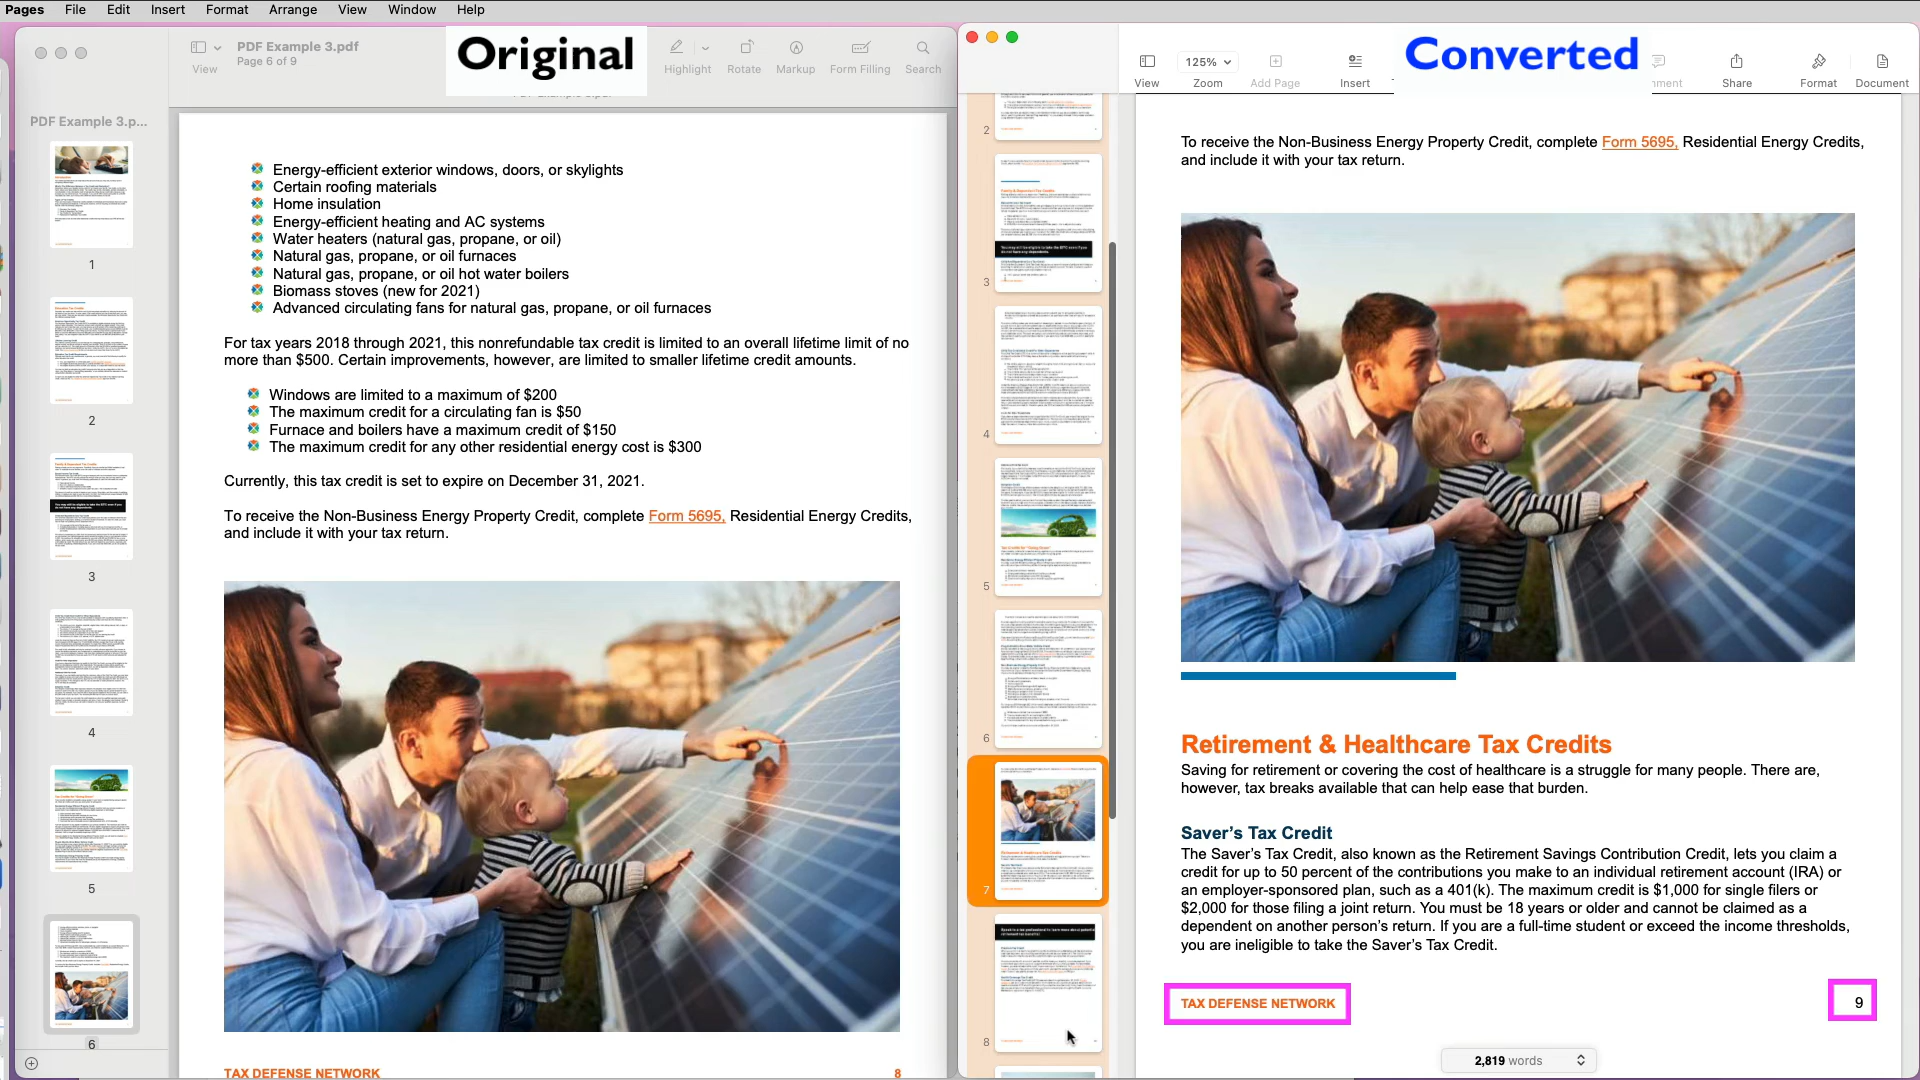 Pages File Edit Insert Format Arrange View Window Help
PDF Example 3.pdf
Page 6 of 9
View
Original
Highlight Rotate Markup Form Filling Search
PDF Example 3.p...
1
2
3
4
5
6
Energy-efficient exterior windows, doors, or skylights
Certain roofing materials
Home insulation
Energy-efficient heating and AC systems
Water heaters (natural gas, propane, or oil)
Natural gas, propane, or oil furnaces
Natural gas, propane, or oil hot water boilers
Biomass stoves (new for 2021)
Advanced circulating fans for natural gas, propane, or oil furnaces
For tax years 2018 through 2021, this nonrefundable tax credit is limited to an overall lifetime limit of no
more than $500. Certain improvements, however, are limited to smaller lifetime credit amounts.
Windows are limited to a maximum of $200
The maximum credit for a circulating fan is $50
Furnace and boilers have a maximum credit of $150
The maximum credit for any other residential energy cost is $300
Currently, this tax credit is set to expire on December 31, 2021.
To receive the Non-Business Energy Property Credit, complete Form 5695, Residential Energy Credits,
and include it with your tax return.
TAX DEFENSE NETWORK
8
Converted
125%
View Zoom Add Page Insert
Share Format Document
2
3
4
5
6
7
8
To receive the Non-Business Energy Property Credit, complete Form 5695, Residential Energy Credits,
and include it with your tax return.
Retirement & Healthcare Tax Credits
Saving for retirement or covering the cost of healthcare is a struggle for many people. There are,
however, tax breaks available that can help ease that burden.
Saver's Tax Credit
The Saver's Tax Credit, also known as the Retirement Savings Contribution Credit, lets you claim a
credit for up to 50 percent of the contributions you make to an individual retirement account (IRA) or
an employer-sponsored plan, such as a 401(k). The maximum credit is $1,000 for single filers or
$2,000 for those filing a joint return. You must be 18 years or older and cannot be claimed as a
dependent on another person's return. If you are a full-time student or exceed the income thresholds,
you are ineligible to take the Saver's Tax Credit.
TAX DEFENSE NETWORK
9
2,819 words